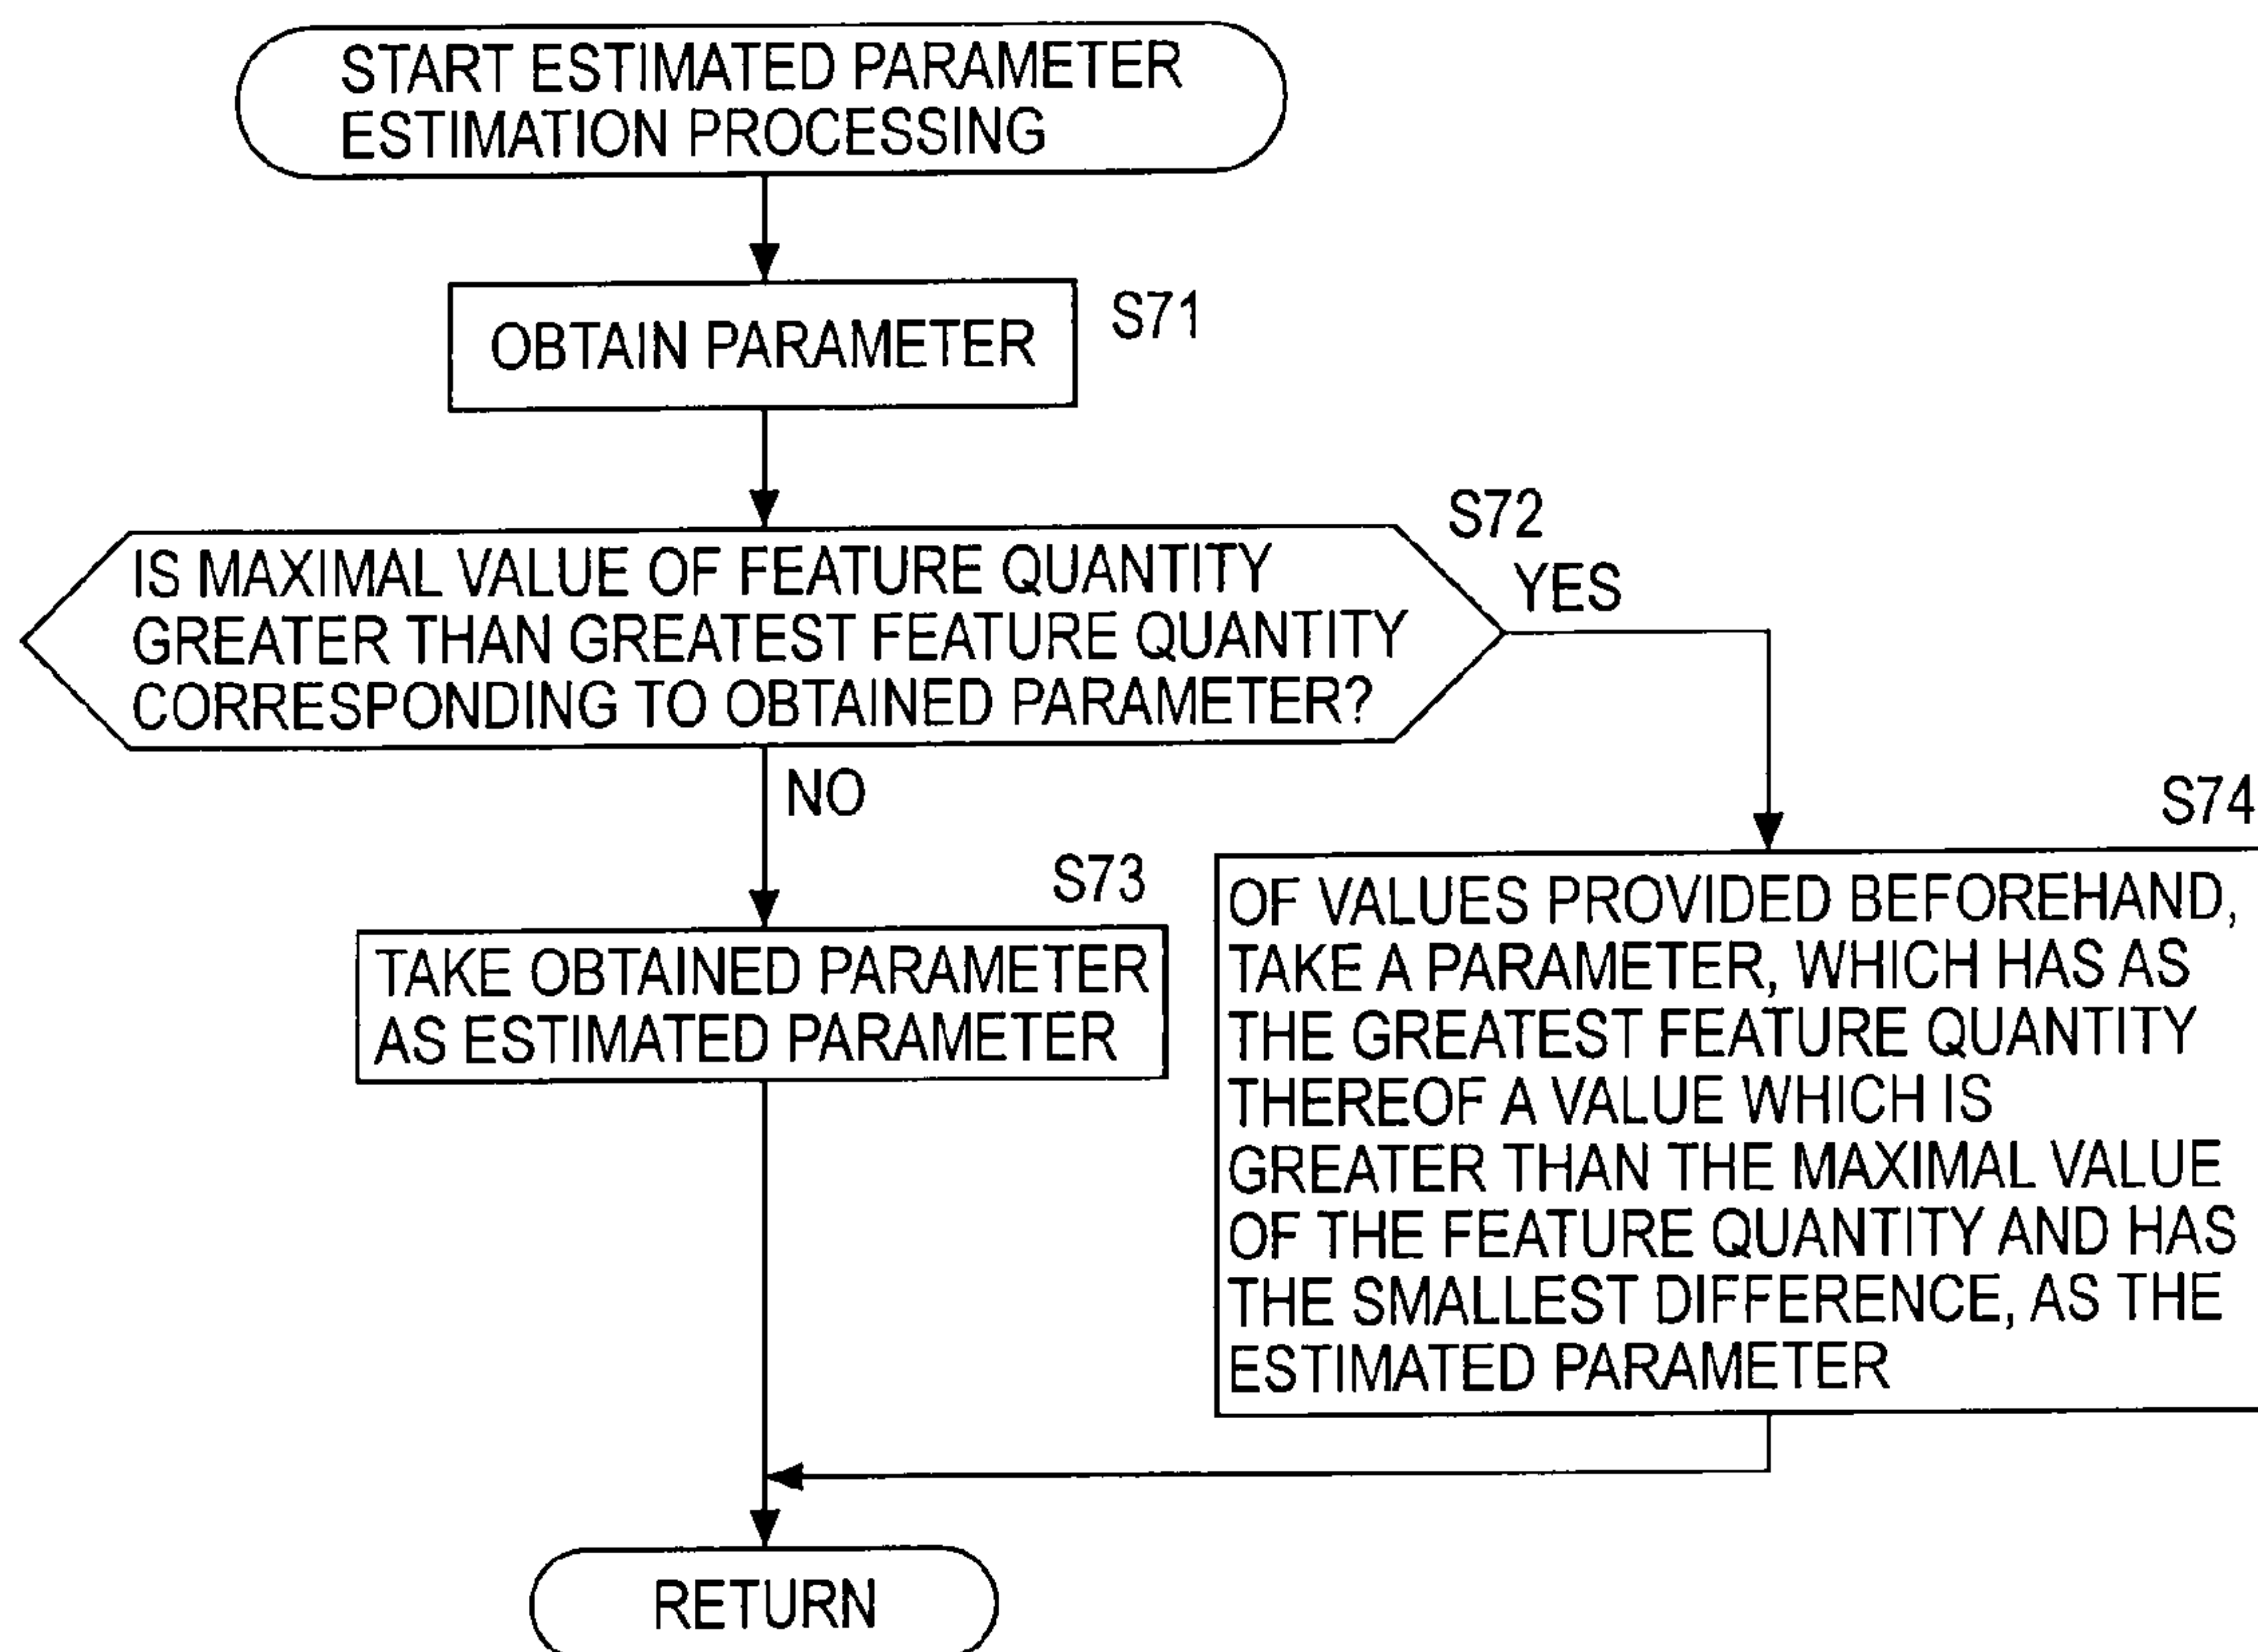 START ESTIMATED PARAMETER
ESTIMATION PROCESSING
OBTAIN PARAMETER
S71
S72
IS MAXIMAL VALUE OF FEATURE QUANTITY
GREATER THAN GREATEST FEATURE QUANTITY
CORRESPONDING TO OBTAINED PARAMETER?
YES
NO
S73
TAKE OBTAINED PARAMETER
AS ESTIMATED PARAMETER
S74
OF VALUES PROVIDED BEFOREHAND,
TAKE A PARAMETER, WHICH HAS AS
THE GREATEST FEATURE QUANTITY
THEREOF A VALUE WHICH IS
GREATER THAN THE MAXIMAL VALUE
OF THE FEATURE QUANTITY AND HAS
THE SMALLEST DIFFERENCE, AS THE
ESTIMATED PARAMETER
RETURN